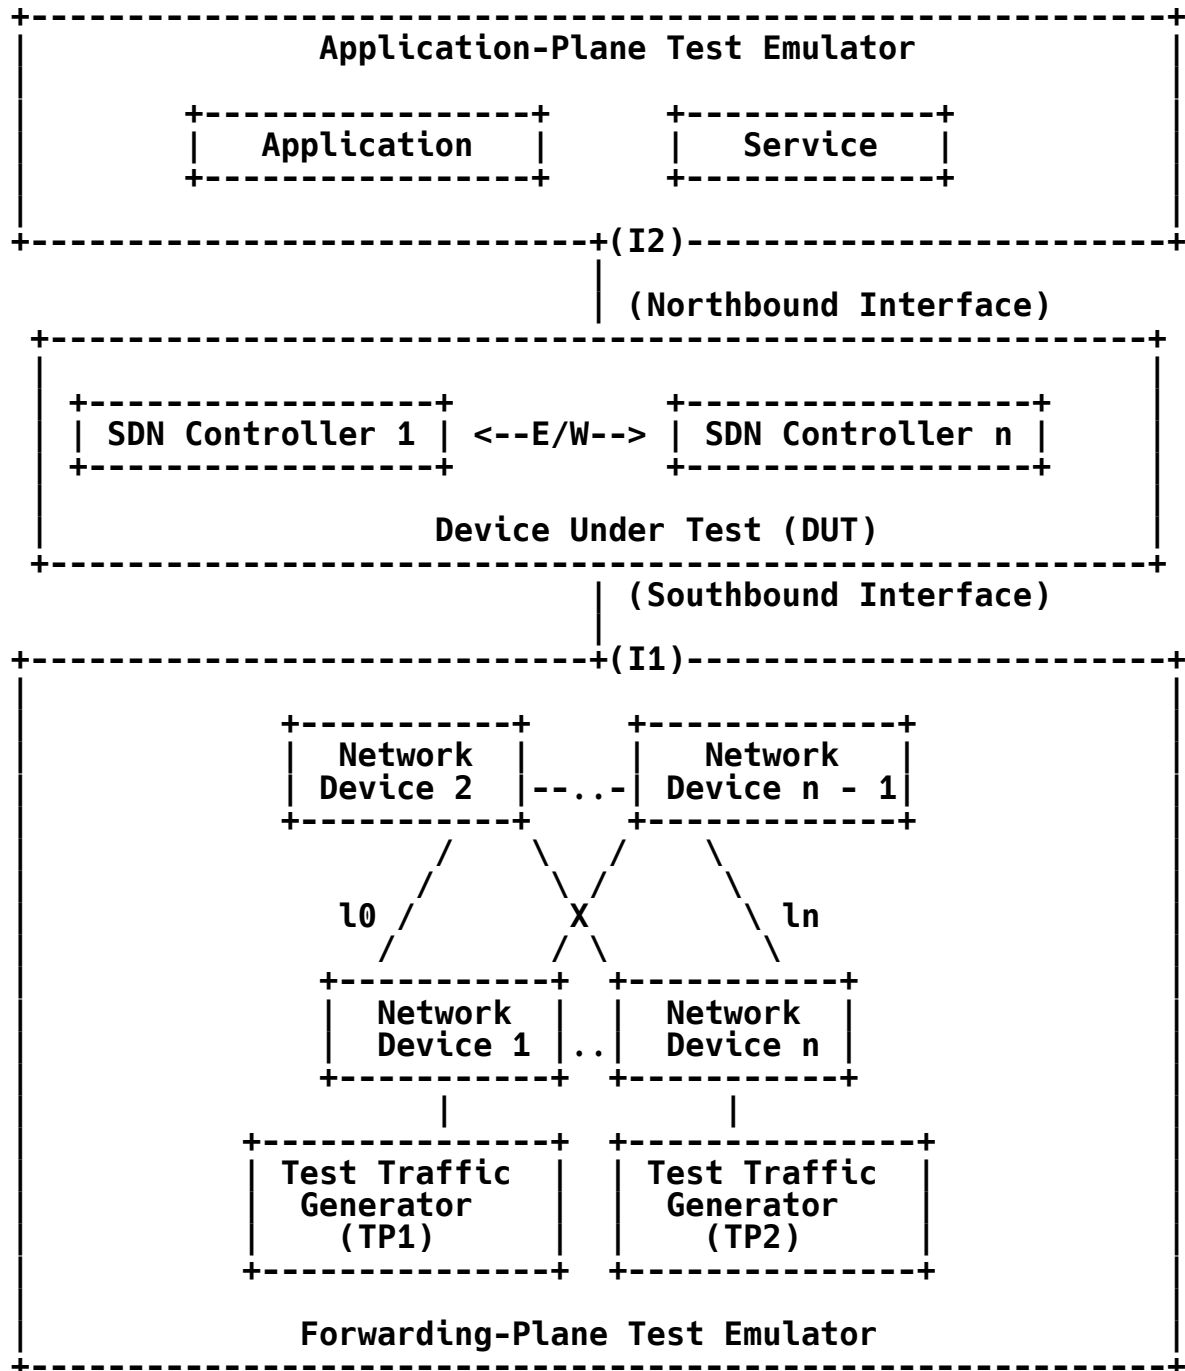 +-----------------------------------------------------------+
|               Application-Plane Test Emulator             |
|                                                           |
|        +-----------------+      +-------------+           |
|        |   Application   |      |   Service   |           |
|        +-----------------+      +-------------+           |
|                                                           |
+-----------------------------+(I2)-------------------------+
                              |
                              | (Northbound Interface)
 +---------------------------------------------------------+
 |                                                         |
 | +------------------+           +------------------+     |
 | | SDN Controller 1 | <--E/W--> | SDN Controller n |     |
 | +------------------+           +------------------+     |
 |                                                         |
 |                    Device Under Test (DUT)              |
 +---------------------------------------------------------+
                              | (Southbound Interface)
                              |
+-----------------------------+(I1)-------------------------+
|                                                           |
|             +-----------+     +-------------+             |
|             |  Network  |     |   Network   |             |
|             | Device 2  |--..-| Device n - 1|             |
|             +-----------+     +-------------+             |
|                     /    \   /    \                       |
|                    /      \ /      \                      |
|                l0 /        X        \ ln                  |
|                  /        / \        \                    |
|               +-----------+  +-----------+                |
|               |  Network  |  |  Network  |                |
|               |  Device 1 |..|  Device n |                |
|               +-----------+  +-----------+                |
|                     |              |                      |
|           +---------------+  +---------------+            |
|           | Test Traffic  |  | Test Traffic  |            |
|           |  Generator    |  |  Generator    |            |
|           |    (TP1)      |  |    (TP2)      |            |
|           +---------------+  +---------------+            |
|                                                           |
|              Forwarding-Plane Test Emulator               |
+-----------------------------------------------------------+